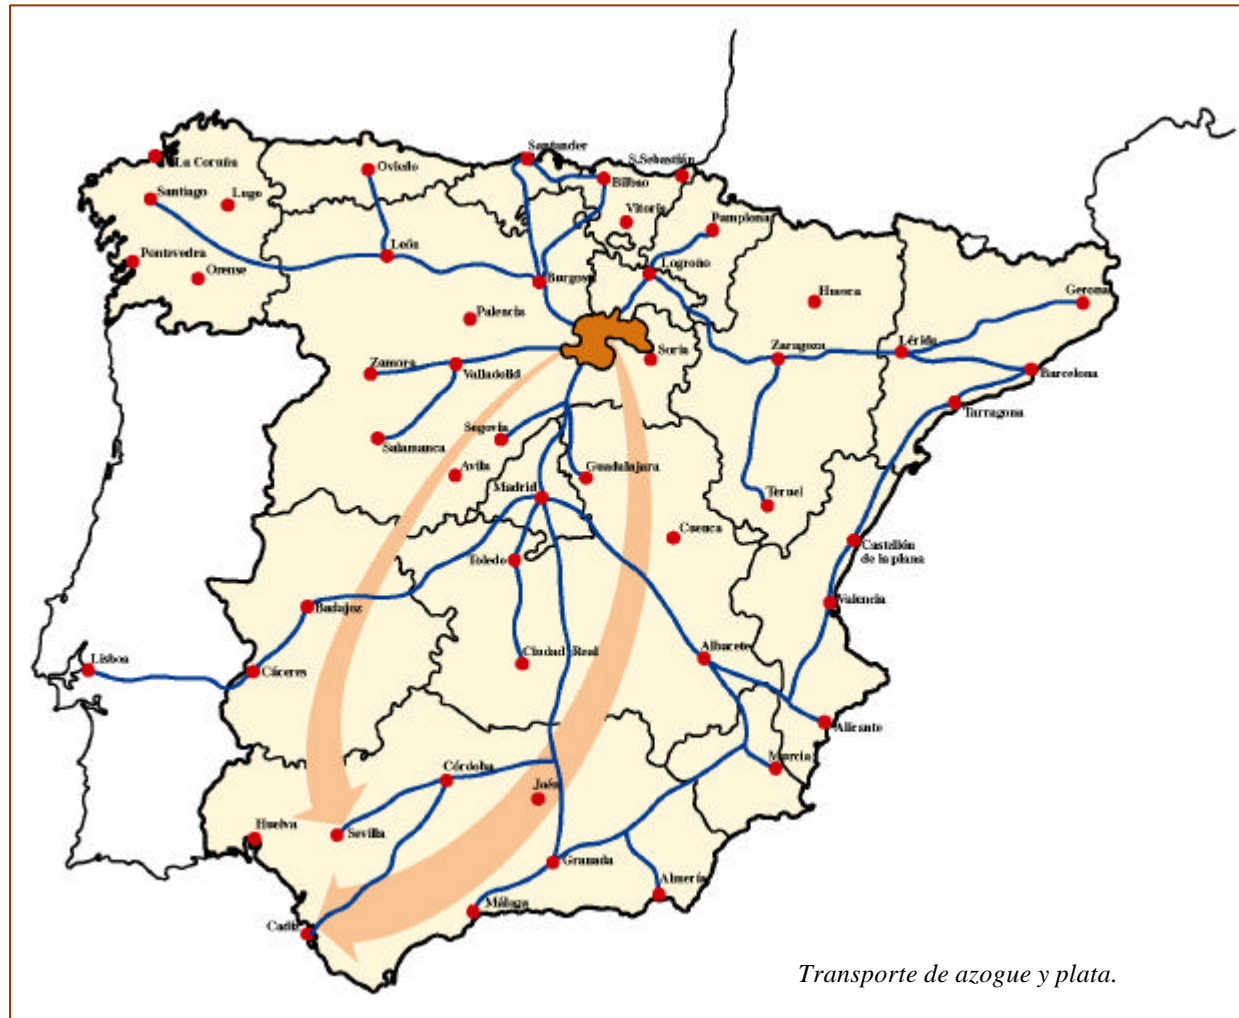 Santander
La Coruña
Oviedo
S.Sebastián
Bilbao
Santiago
Lugo
Vitoria
Pamplona
León
Pontevedra
Orense
Burgos
Logroño
Huesca
Gerona
Palencia
Soria
Zaragoza
Lérida
Zamora
Valladolid
Barcelona
Tarragona
Segovia
Salamanca
Avila
Guadalajara
Madrid
Teruel
Cuenca
Castellón
de la plana
Toledo
Badajoz
Valencia
Lisboa
Cáceres
Ciudad Real
Albacete
Alicante
Murcia
Córdoba
Jaén
Huelva
Sevilla
Granada
Almería
Málaga
Cadiz
Transporte de azogue y plata.